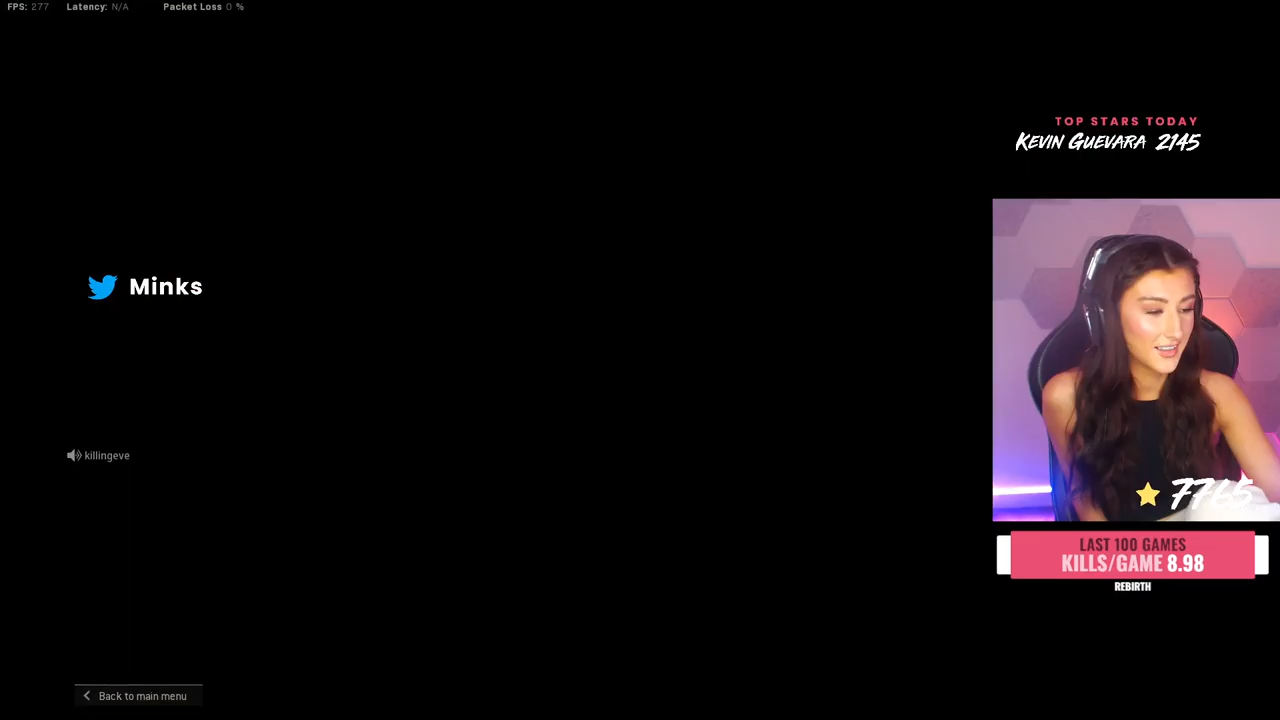 FPS: 277 Latency: N/A Packet Loss 0 %
TOP STARS TODAY
KEVIN GUEVARA 2145
Minks
killingeve
7765
LAST 100 GAMES
KILLS/GAME 8.98
REBIRTH
Back to main menu